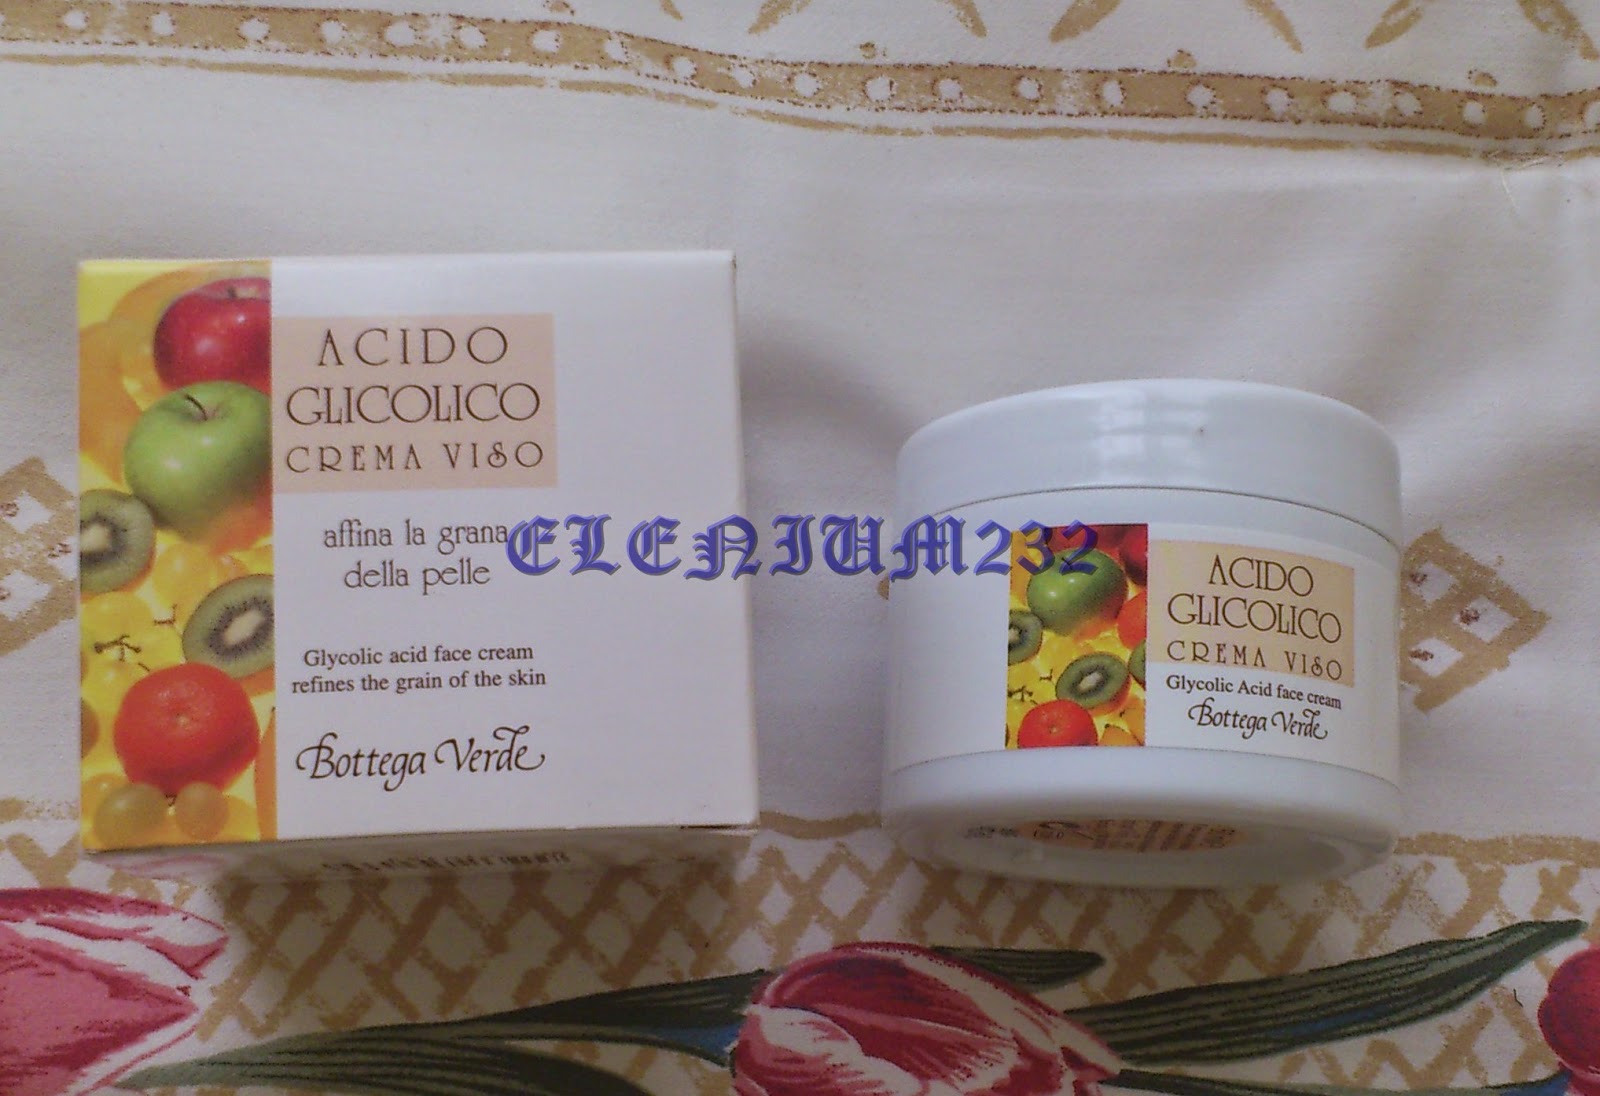 ACIDO
GLICOLICO
CREMA VISO
affina la grana
della pelle
Glycolic acid face cream
refines the grain of the skin
Bottega Verde
ELENIUM232
ACIDO
GLICOLICO
CREMA VISO
Glycolic Acid face cream
Bottega Verde